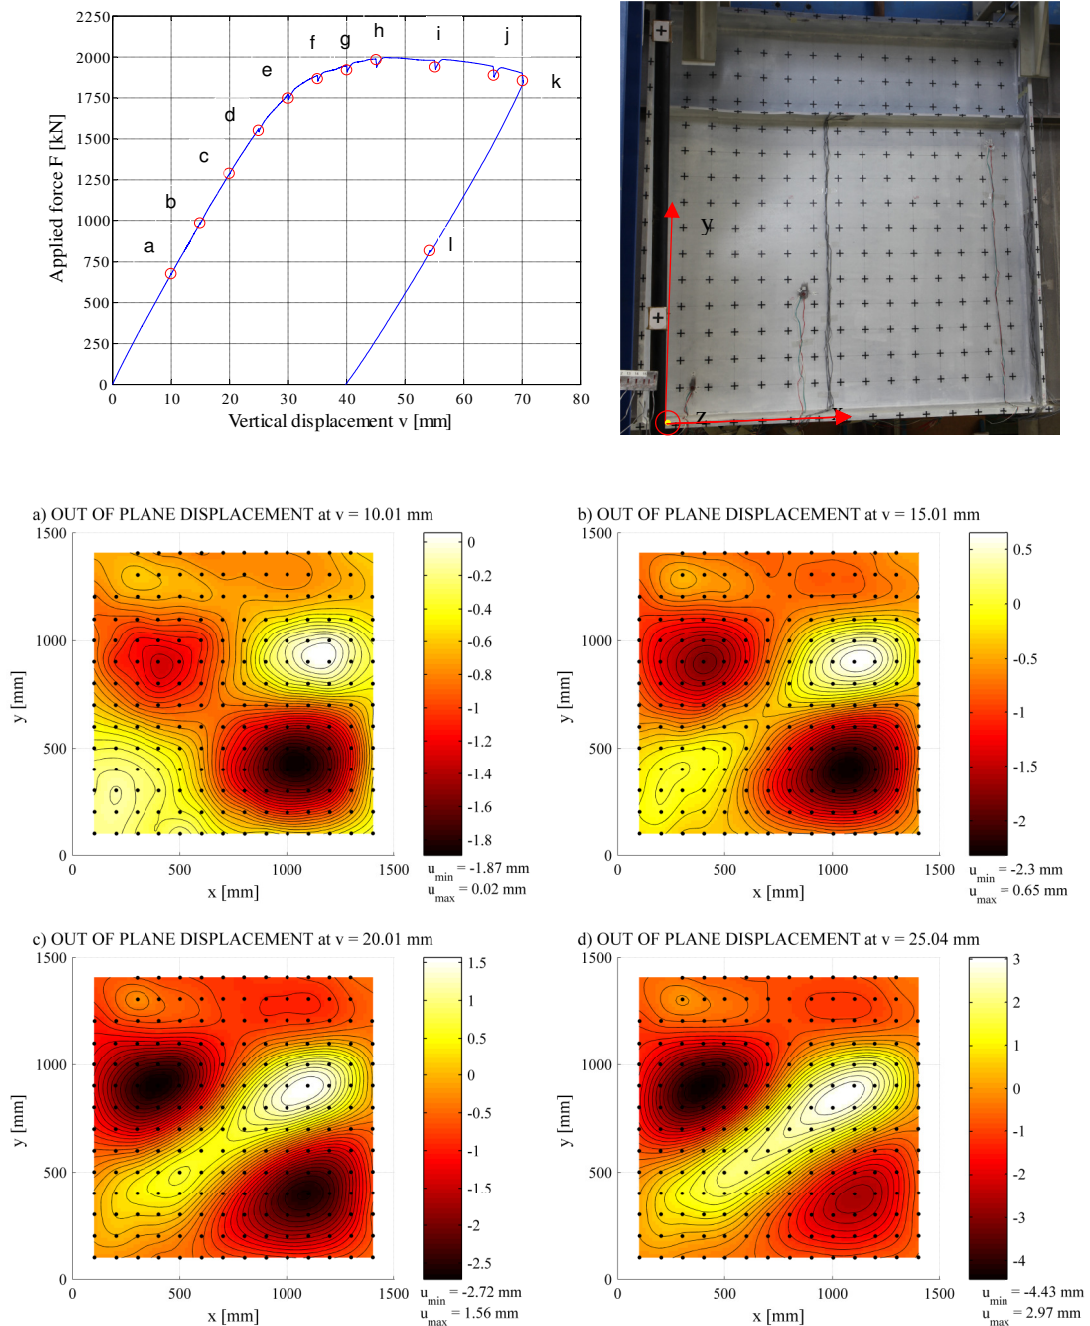 2250
2000
1750
1500
1250
1000
750
500
250
0
Applied force F [kN]
a
b
c
d
e
f
g
h
i
j
k
l
0 10 20 30 40 50 60 70 80
Vertical displacement v [mm]
y
z
x
a) OUT OF PLANE DISPLACEMENT at v = 10.01 mm
1500
1000
500
0
y [mm]
0 500 1000 1500
x [mm]
0
-0.2
-0.4
-0.6
-0.8
-1
-1.2
-1.4
-1.6
-1.8
u_min = -1.87 mm
u_max = 0.02 mm
b) OUT OF PLANE DISPLACEMENT at v = 15.01 mm
1500
1000
500
0
y [mm]
0 500 1000 1500
x [mm]
0.5
0
-0.5
-1
-1.5
-2
u_min = -2.3 mm
u_max = 0.65 mm
c) OUT OF PLANE DISPLACEMENT at v = 20.01 mm
1500
1000
500
0
y [mm]
0 500 1000 1500
x [mm]
1.5
1
0.5
0
-0.5
-1
-1.5
-2
-2.5
u_min = -2.72 mm
u_max = 1.56 mm
d) OUT OF PLANE DISPLACEMENT at v = 25.04 mm
1500
1000
500
0
y [mm]
0 500 1000 1500
x [mm]
3
2
1
0
-1
-2
-3
-4
u_min = -4.43 mm
u_max = 2.97 mm